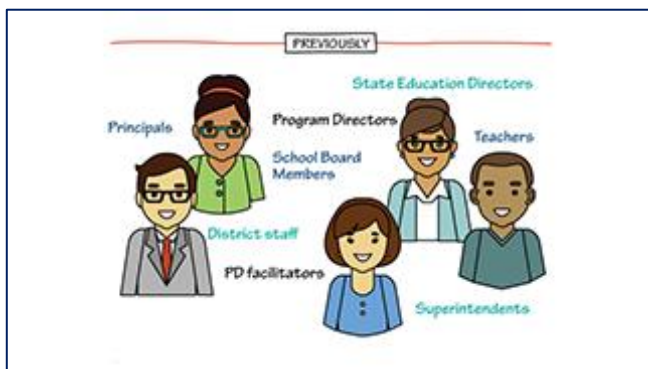 PREVIOUSLY
State Education Directors
Principals
Program Directors
Teachers
School Board
Members
District staff
PD facilitators
Superintendents